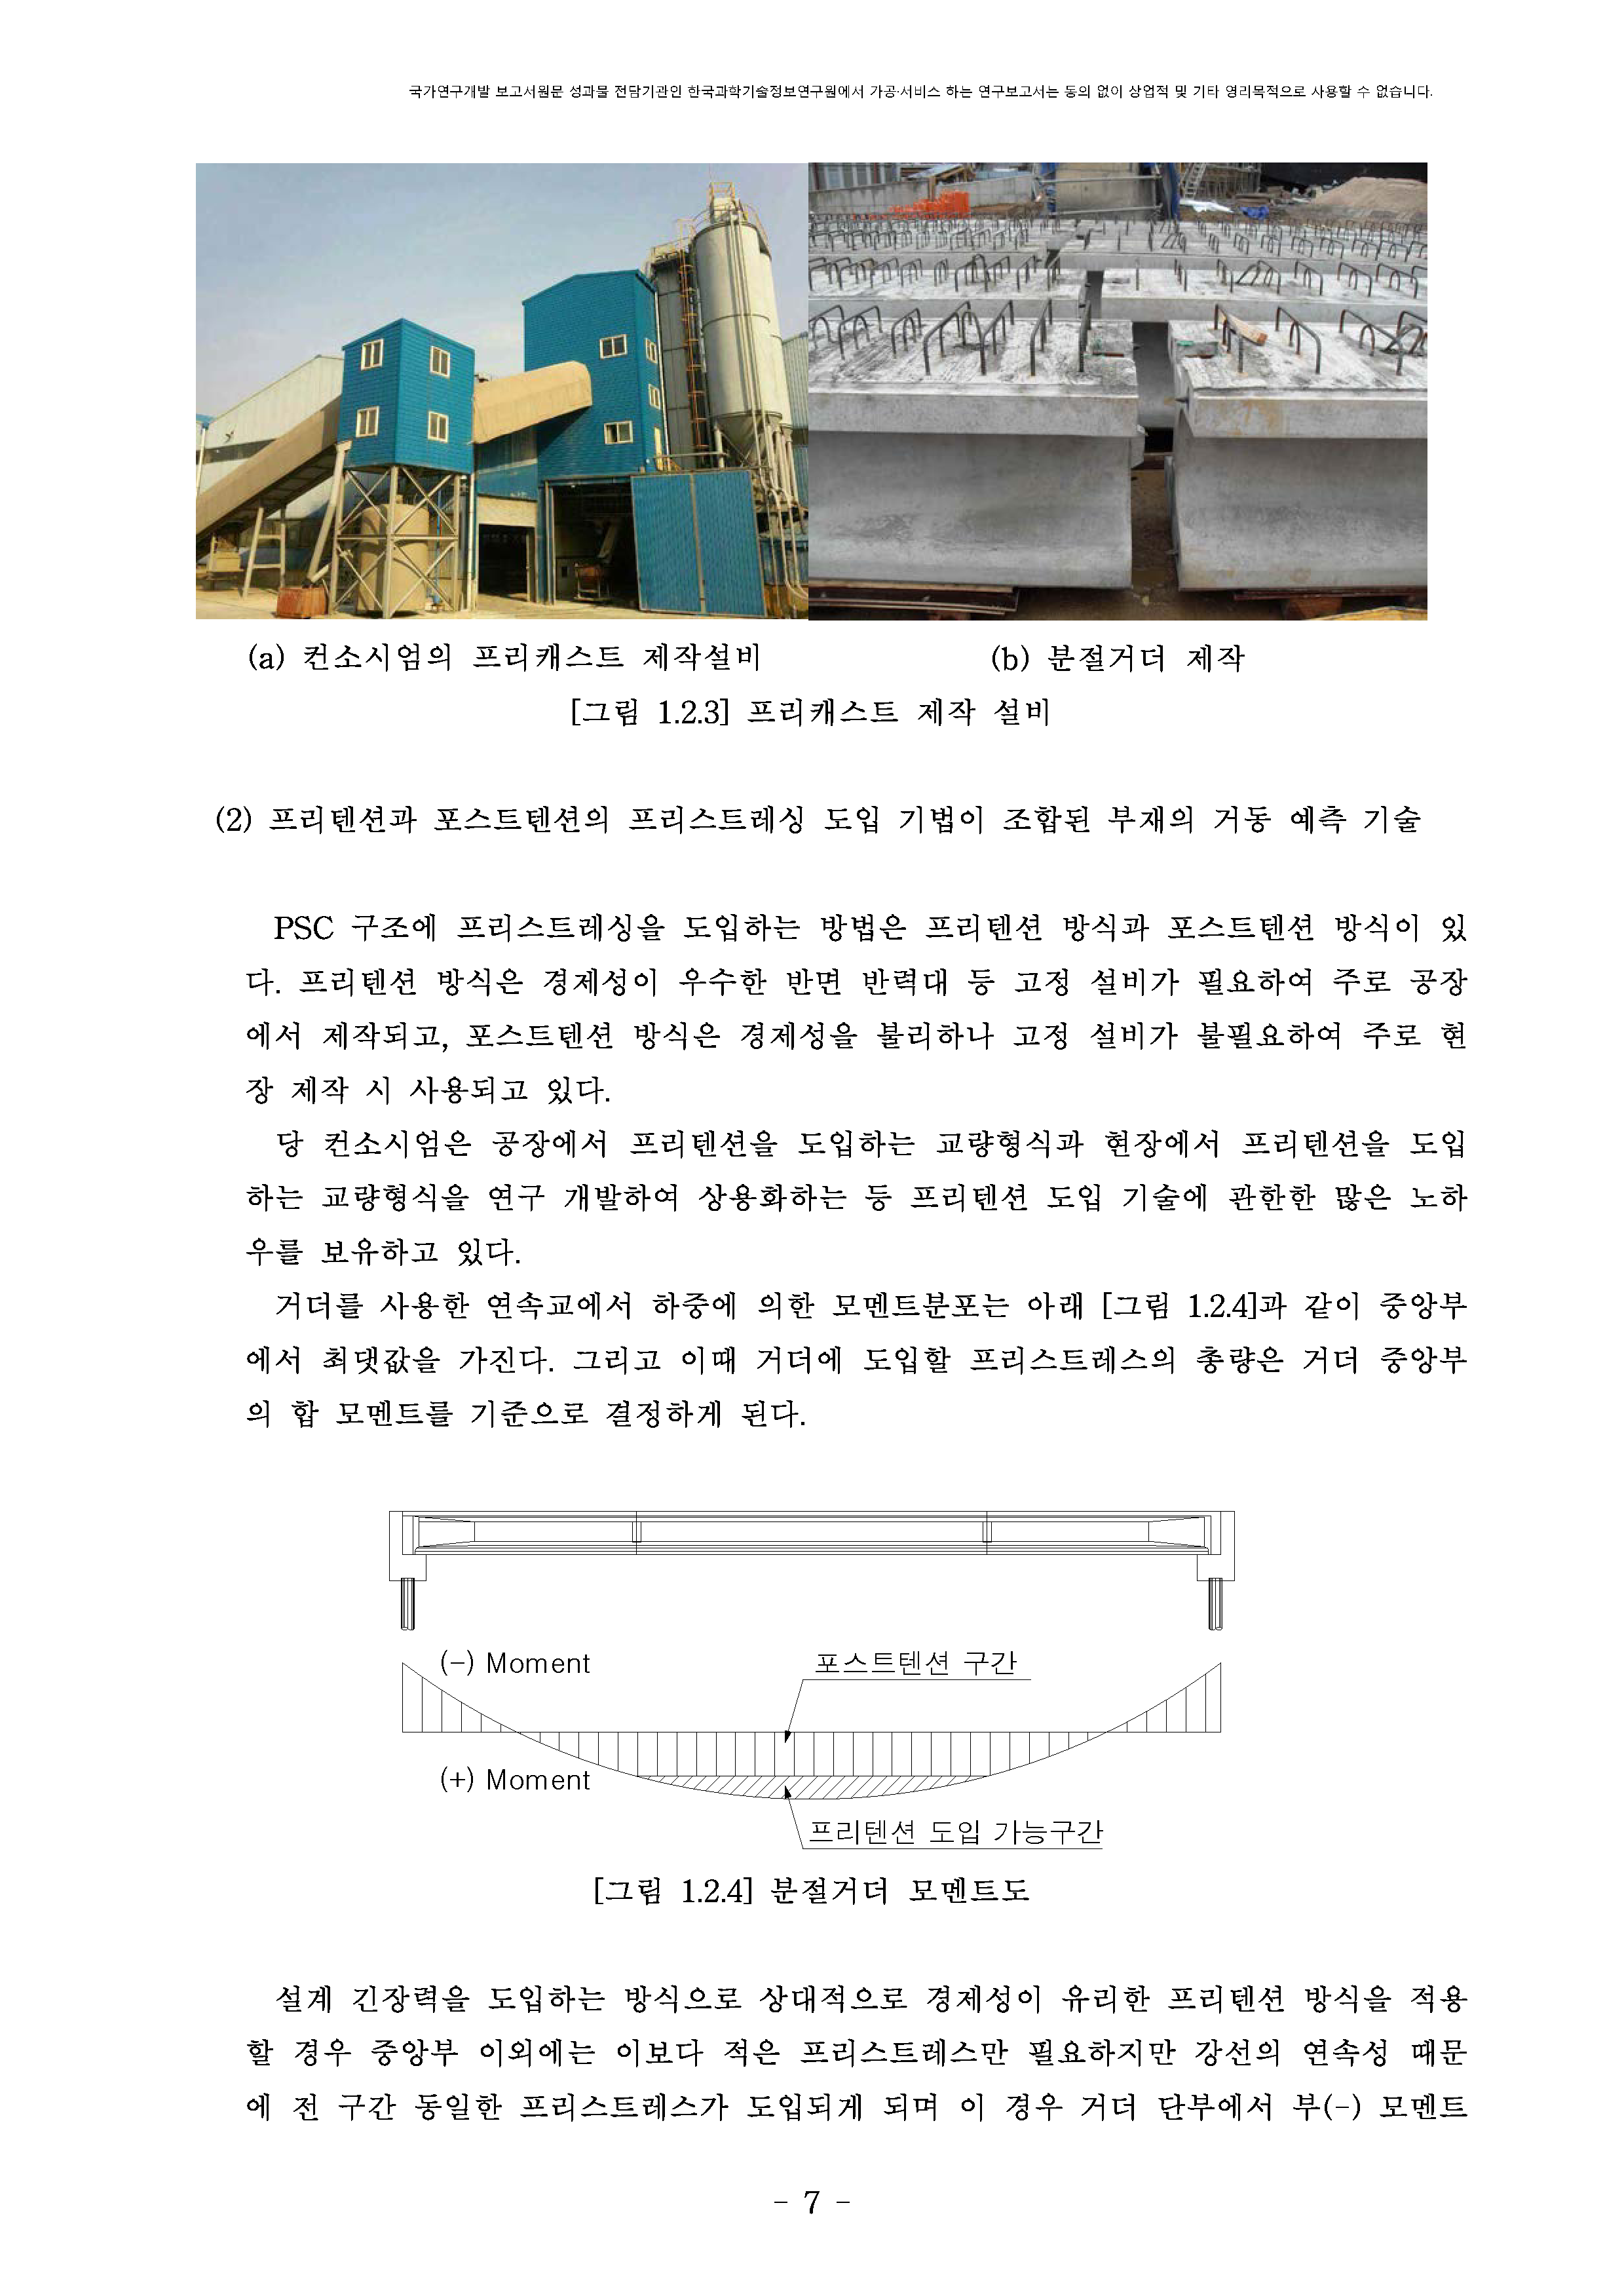 국가연구개발 보고서원문 성과물 전담기관인 한국과학기술정보연구원에서 가공·서비스 하는 연구보고서는 동의 없이 상업적 및 기타 영리목적으로 사용할 수 없습니다.
(a) 컨소시엄의 프리캐스트 제작설비
(b) 분절거더 제작
[그림 1.2.3] 프리캐스트 제작 설비
(2) 프리텐션과 포스트텐션의 프리스트레싱 도입 기법이 조합된 부재의 거동 예측 기술
PSC 구조에 프리스트레싱을 도입하는 방법은 프리텐션 방식과 포스트텐션 방식이 있
다. 프리텐션 방식은 경제성이 우수한 반면 반력대 등 고정 설비가 필요하여 주로 공장
에서 제작되고, 포스트텐션 방식은 경제성을 불리하나 고정 설비가 불필요하여 주로 현
장 제작 시 사용되고 있다.
당 컨소시엄은 공장에서 프리텐션을 도입하는 교량형식과 현장에서 프리텐션을 도입
하는 교량형식을 연구 개발하여 상용화하는 등 프리텐션 도입 기술에 관한한 많은 노하
우를 보유하고 있다.
거더를 사용한 연속교에서 하중에 의한 모멘트분포는 아래 [그림 1.2.4]과 같이 중앙부
에서 최댓값을 가진다. 그리고 이때 거더에 도입할 프리스트레스의 총량은 거더 중앙부
의 합 모멘트를 기준으로 결정하게 된다.
(-) Moment
포스트텐션 구간
(+) Moment
프리텐션 도입 가능구간
[그림 1.2.4] 분절거더 모멘트도
설계 긴장력을 도입하는 방식으로 상대적으로 경제성이 유리한 프리텐션 방식을 적용
할 경우 중앙부 이외에는 이보다 적은 프리스트레스만 필요하지만 강선의 연속성 때문
에 전 구간 동일한 프리스트레스가 도입되게 되며 이 경우 거더 단부에서 부(-) 모멘트
- 7 -